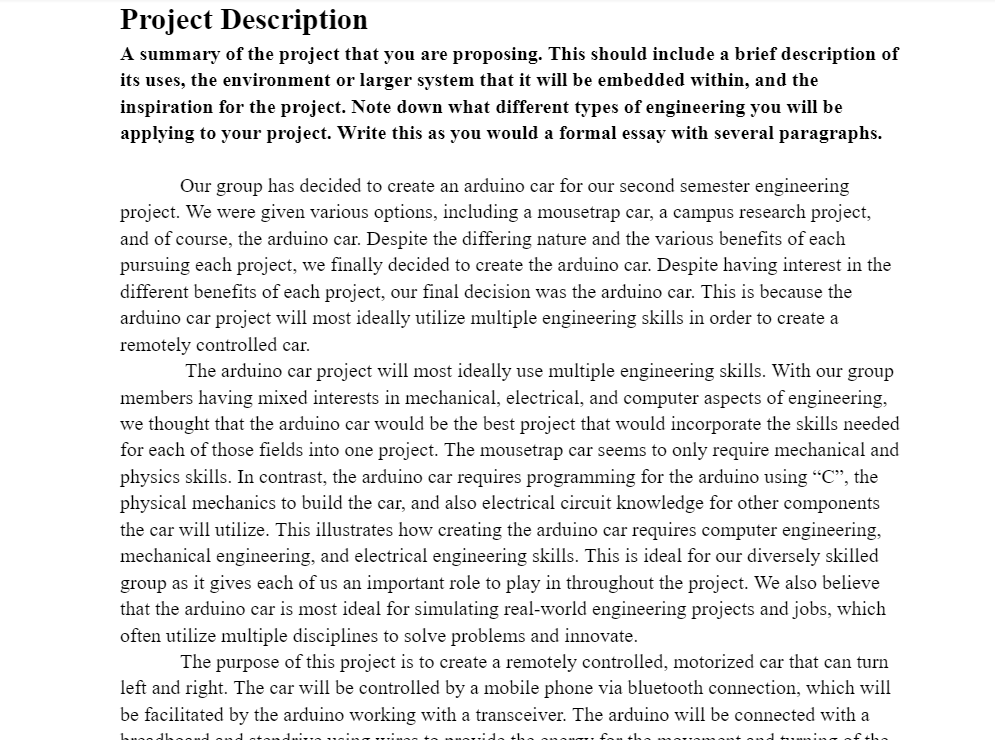 Project Description
A summary of the project that you are proposing. This should include a brief description of
its uses, the environment or larger system that it will be embedded within, and the
inspiration for the project. Note down what different types of engineering you will be
applying to your project. Write this as you would a formal essay with several paragraphs.
Our group has decided to create an arduino car for our second semester engineering
project. We were given various options, including a mousetrap car, a campus research project,
and of course, the arduino car. Despite the differing nature and the various benefits of each
pursuing each project, we finally decided to create the arduino car. Despite having interest in the
different benefits of each project, our final decision was the arduino car. This is because the
arduino car project will most ideally utilize multiple engineering skills in order to create a
remotely controlled car.
The arduino car project will most ideally use multiple engineering skills. With our group
members having mixed interests in mechanical, electrical, and computer aspects of engineering,
we thought that the arduino car would be the best project that would incorporate the skills needed
for each of those fields into one project. The mousetrap car seems to only require mechanical and
physics skills. In contrast, the arduino car requires programming for the arduino using “C”, the
physical mechanics to build the car, and also electrical circuit knowledge for other components
the car will utilize. This illustrates how creating the arduino car requires computer engineering,
mechanical engineering, and electrical engineering skills. This is ideal for our diversely skilled
group as it gives each of us an important role to play in throughout the project. We also believe
that the arduino car is most ideal for simulating real-world engineering projects and jobs, which
often utilize multiple disciplines to solve problems and innovate.
The purpose of this project is to create a remotely controlled, motorized car that can turn
left and right. The car will be controlled by a mobile phone via bluetooth connection, which will
be facilitated by the arduino working with a transceiver. The arduino will be connected with a
breadboard and stepdrive using wires to provide the energy for the movement and turning of the